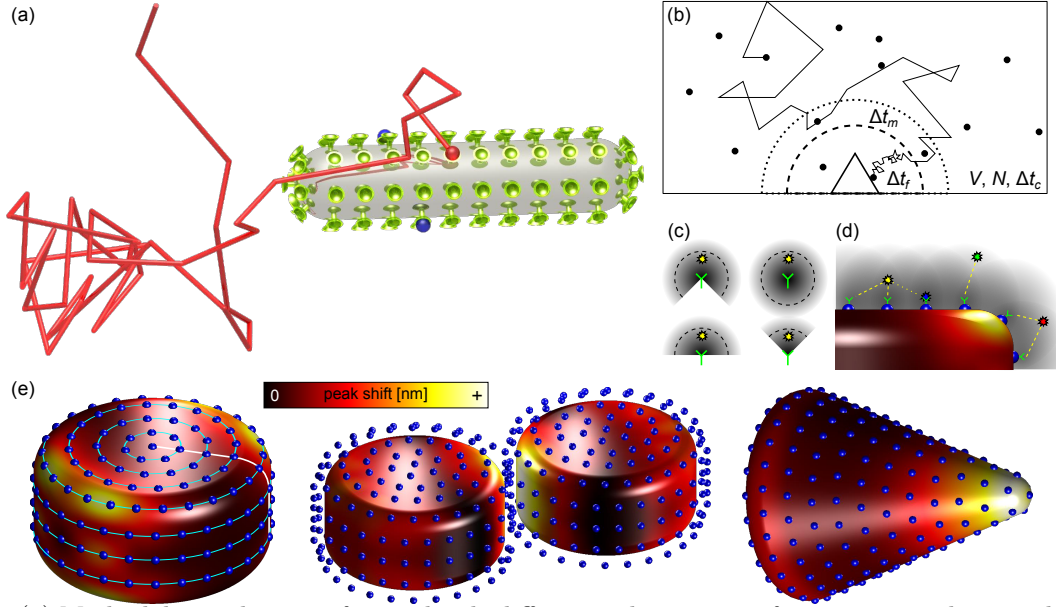 (a)
(b)
Δt_m
Δt_f
V, N, Δt_c
(c)
(d)
(e)
0 peak shift [nm] +